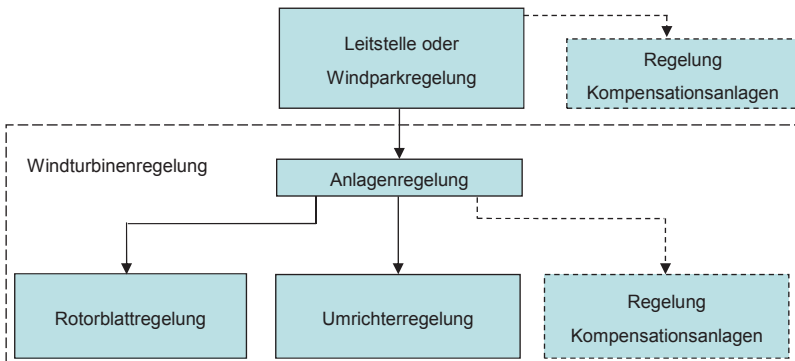 Leitstelle oder
Windparkregelung
Regelung
Kompensationsanlagen
Windturbinenregelung
Anlagenregelung
Rotorblattregelung
Umrichterregelung
Regelung
Kompensationsanlagen